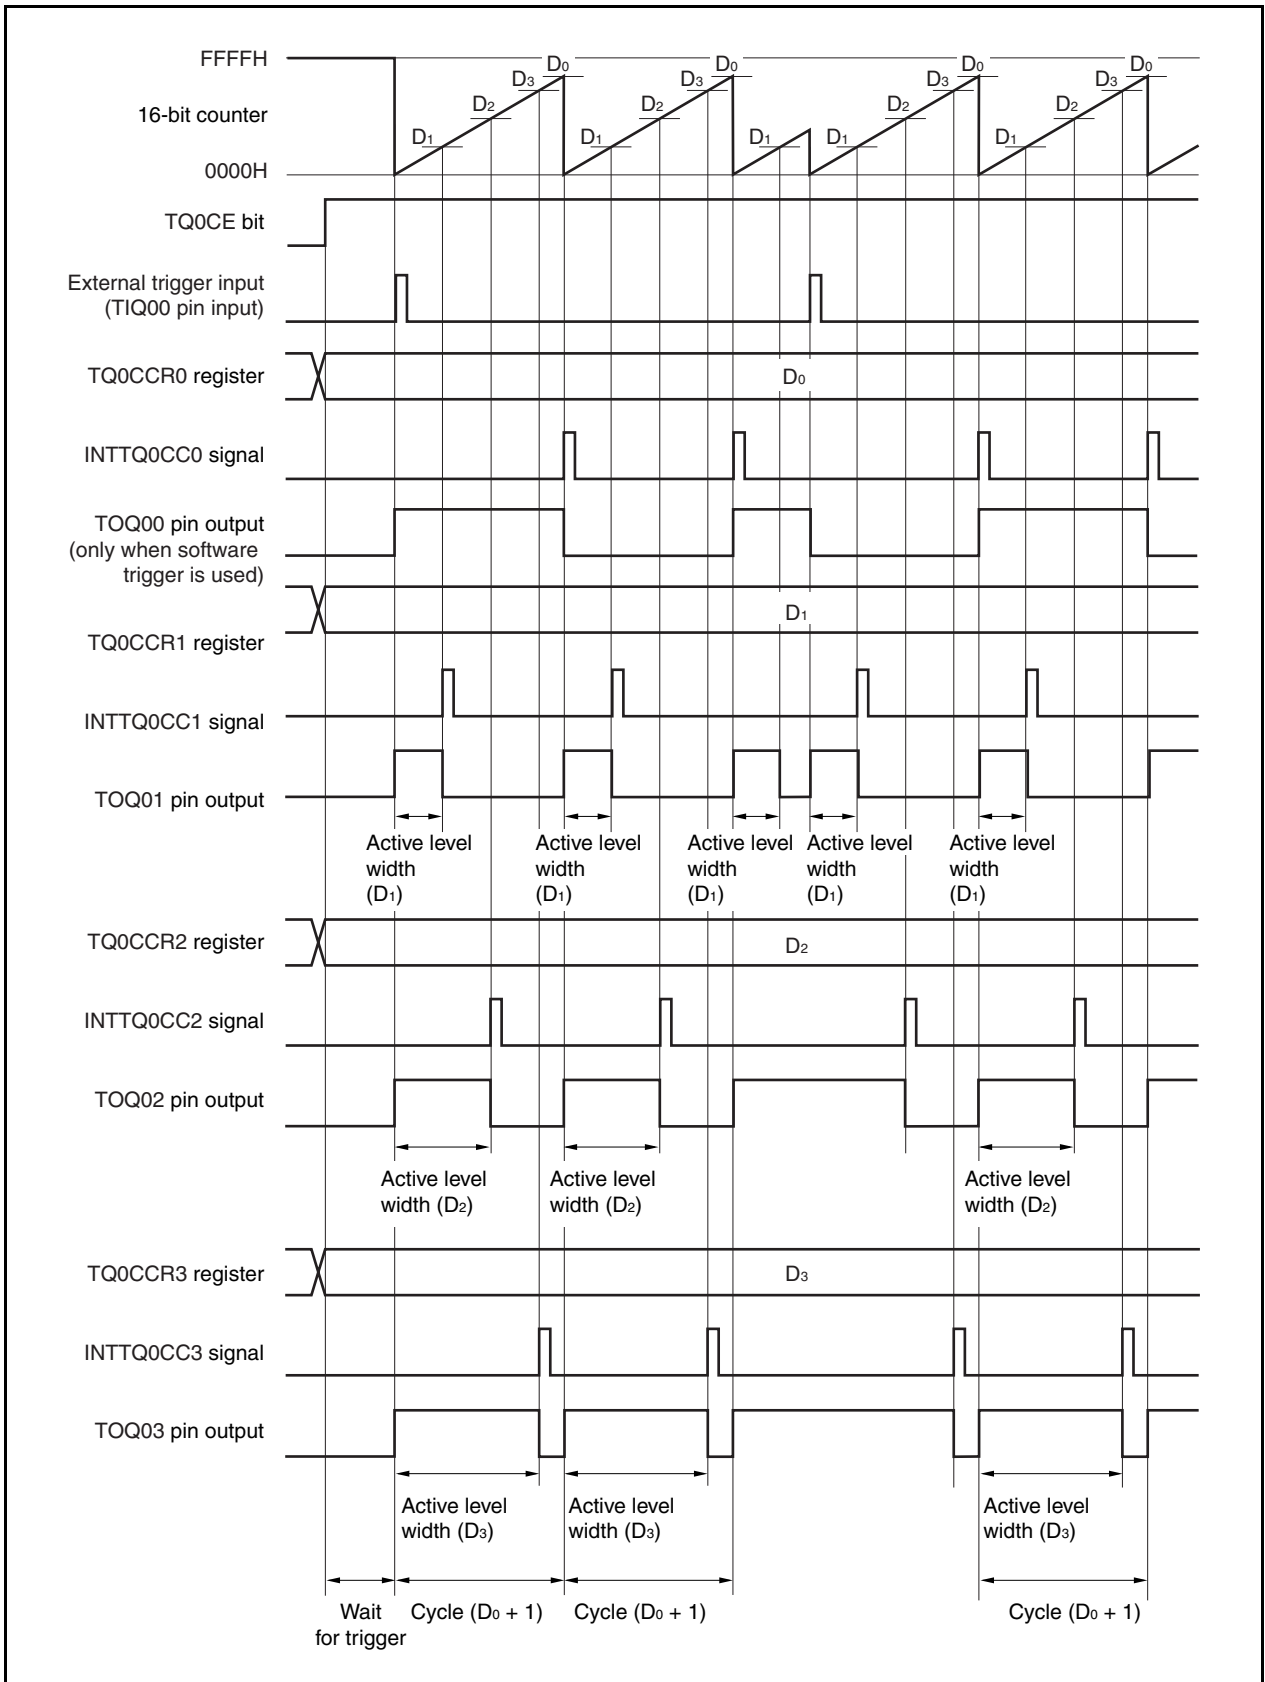 FFFFH
16-bit counter
0000H
D1
D2
D3
D0
D1
D2
D3
D0
D1
D1
D2
D3
D0
D1
D2
D3
D0
TQ0CE bit
External trigger input
(TIQ00 pin input)
TQ0CCR0 register
D0
INTTQ0CC0 signal
TOQ00 pin output
(only when software
trigger is used)
D1
TQ0CCR1 register
INTTQ0CC1 signal
TOQ01 pin output
Active level
width
(D1)
Active level
width
(D1)
Active level
width
(D1)
Active level
width
(D1)
Active level
width
(D1)
TQ0CCR2 register
D2
INTTQ0CC2 signal
TOQ02 pin output
Active level
width (D2)
Active level
width (D2)
Active level
width (D2)
TQ0CCR3 register
D3
INTTQ0CC3 signal
TOQ03 pin output
Active level
width (D3)
Active level
width (D3)
Active level
width (D3)
Wait
for trigger
Cycle (D0 + 1)
Cycle (D0 + 1)
Cycle (D0 + 1)